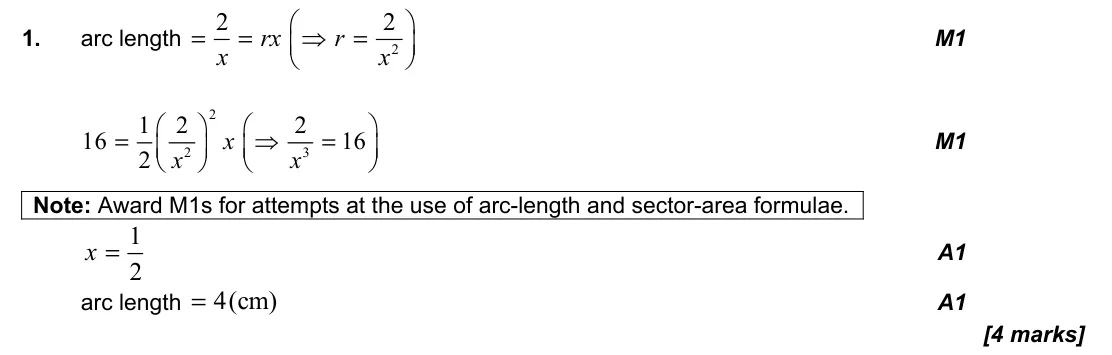 1. arc length = 2/x = rx (⇒ r = 2/x²) M1
16 = 1/2 (2/x²)² x (⇒ 2/x³ = 16) M1
Note: Award M1s for attempts at the use of arc-length and sector-area formulae.
x = 1/2 A1
arc length = 4(cm) A1
[4 marks]